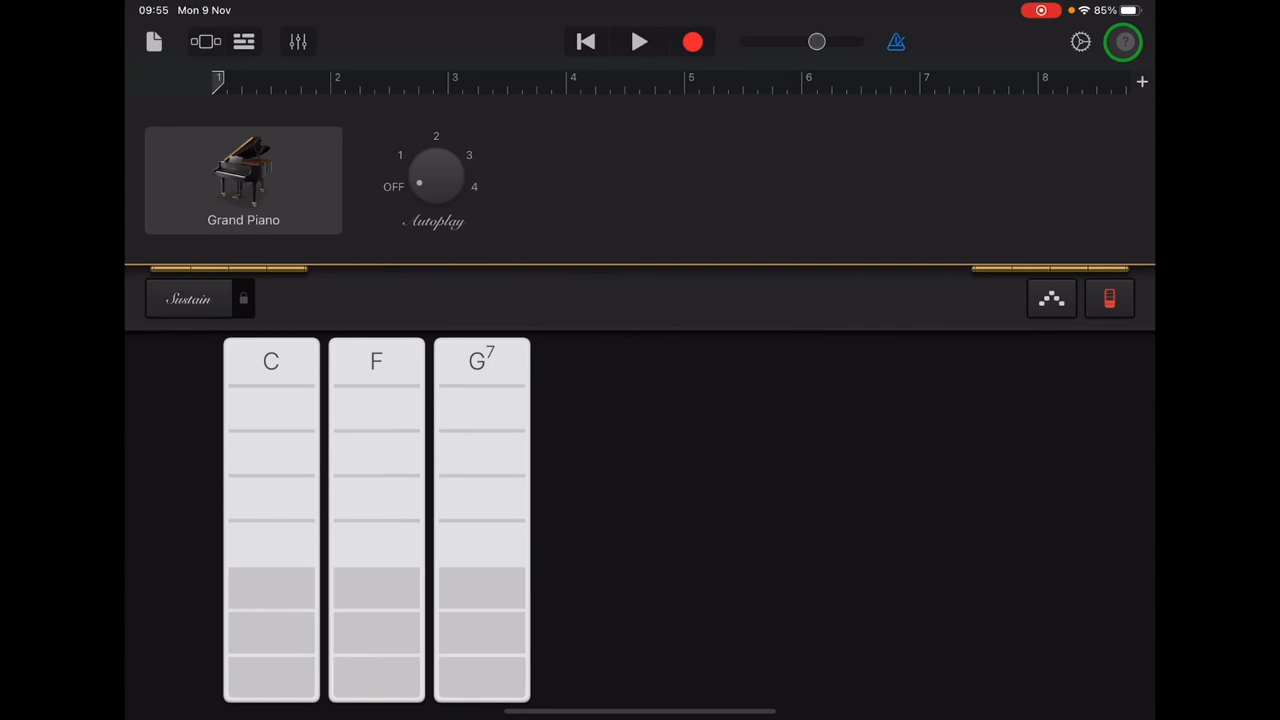 09:55 Mon 9 Nov 85%
?
1 2 3 4 5 6 7 8 +
2
1 3
OFF 4
Grand Piano Autoplay
Sustain
C F G⁷